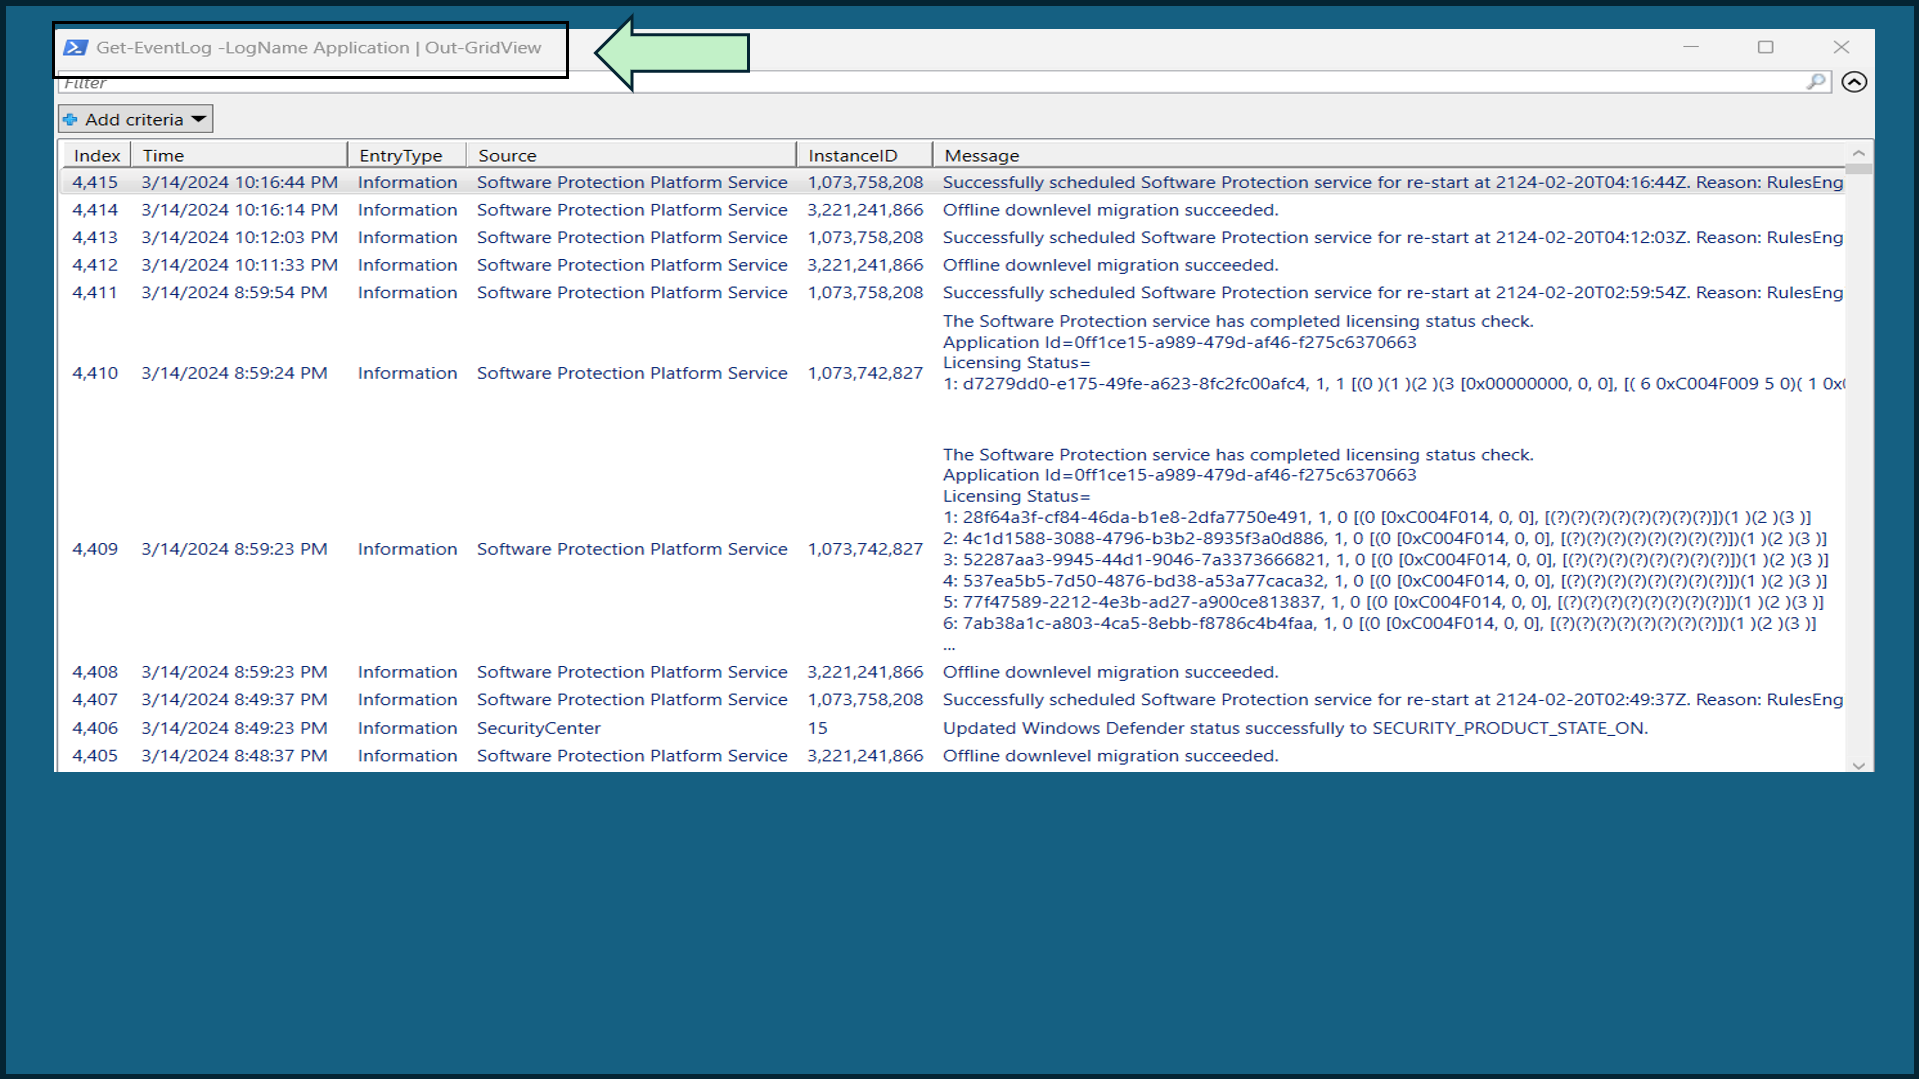 Get-EventLog -LogName Application | Out-GridView
Filter
Add criteria
Index Time EntryType Source InstanceID Message
4,415 3/14/2024 10:16:44 PM Information Software Protection Platform Service 1,073,758,208 Successfully scheduled Software Protection service for re-start at 2124-02-20T04:16:44Z. Reason: RulesEng
4,414 3/14/2024 10:16:14 PM Information Software Protection Platform Service 3,221,241,866 Offline downlevel migration succeeded.
4,413 3/14/2024 10:12:03 PM Information Software Protection Platform Service 1,073,758,208 Successfully scheduled Software Protection service for re-start at 2124-02-20T04:12:03Z. Reason: RulesEng
4,412 3/14/2024 10:11:33 PM Information Software Protection Platform Service 3,221,241,866 Offline downlevel migration succeeded.
4,411 3/14/2024 8:59:54 PM Information Software Protection Platform Service 1,073,758,208 Successfully scheduled Software Protection service for re-start at 2124-02-20T02:59:54Z. Reason: RulesEng
The Software Protection service has completed licensing status check.
Application Id=0ff1ce15-a989-479d-af46-f275c6370663
Licensing Status=
4,410 3/14/2024 8:59:24 PM Information Software Protection Platform Service 1,073,742,827
1: d7279dd0-e175-49fe-a623-8fc2fc00afc4, 1, 1 [(0 )(1 )(2 )(3 [0x00000000, 0, 0], [( 6 0xC004F009 5 0)( 1 0x
The Software Protection service has completed licensing status check.
Application Id=0ff1ce15-a989-479d-af46-f275c6370663
Licensing Status=
1: 28f64a3f-cf84-46da-b1e8-2dfa7750e491, 1, 0 [(0 [0xC004F014, 0, 0], [(?)(?)(?)(?)(?)(?)(?)(?)])(1 )(2 )(3 )]
2: 4c1d1588-3088-4796-b3b2-8935f3a0d886, 1, 0 [(0 [0xC004F014, 0, 0], [(?)(?)(?)(?)(?)(?)(?)(?)])(1 )(2 )(3 )]
4,409 3/14/2024 8:59:23 PM Information Software Protection Platform Service 1,073,742,827
3: 52287aa3-9945-44d1-9046-7a3373666821, 1, 0 [(0 [0xC004F014, 0, 0], [(?)(?)(?)(?)(?)(?)(?)(?)])(1 )(2 )(3 )]
4: 537ea5b5-7d50-4876-bd38-a53a77caca32, 1, 0 [(0 [0xC004F014, 0, 0], [(?)(?)(?)(?)(?)(?)(?)(?)])(1 )(2 )(3 )]
5: 77f47589-2212-4e3b-ad27-a900ce813837, 1, 0 [(0 [0xC004F014, 0, 0], [(?)(?)(?)(?)(?)(?)(?)(?)])(1 )(2 )(3 )]
6: 7ab38a1c-a803-4ca5-8ebb-f8786c4b4faa, 1, 0 [(0 [0xC004F014, 0, 0], [(?)(?)(?)(?)(?)(?)(?)(?)])(1 )(2 )(3 )]
...
4,408 3/14/2024 8:59:23 PM Information Software Protection Platform Service 3,221,241,866 Offline downlevel migration succeeded.
4,407 3/14/2024 8:49:37 PM Information Software Protection Platform Service 1,073,758,208 Successfully scheduled Software Protection service for re-start at 2124-02-20T02:49:37Z. Reason: RulesEng
4,406 3/14/2024 8:49:23 PM Information SecurityCenter 15 Updated Windows Defender status successfully to SECURITY_PRODUCT_STATE_ON.
4,405 3/14/2024 8:48:37 PM Information Software Protection Platform Service 3,221,241,866 Offline downlevel migration succeeded.